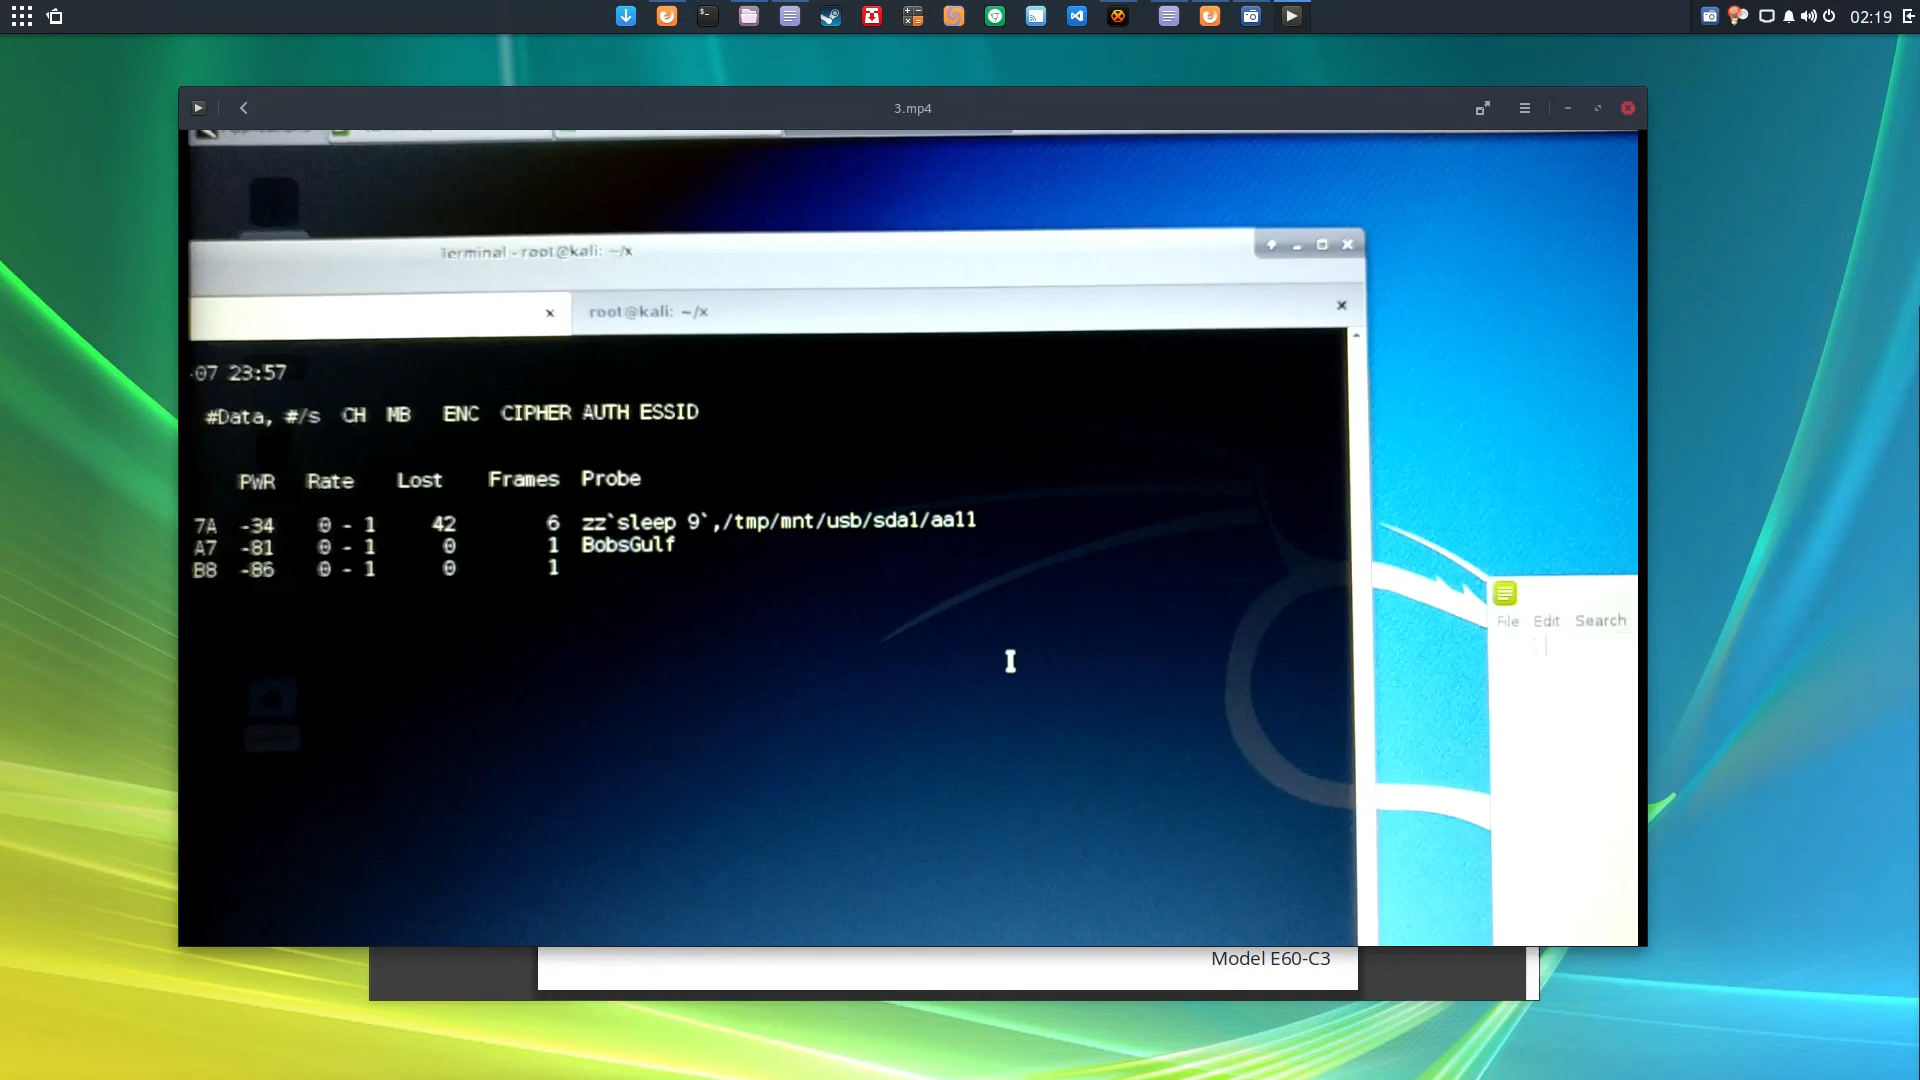 02:19
3.mp4
Terminal - root@kali: ~/x
root@kali: ~/x
-07 23:57
#Data, #/s CH MB ENC CIPHER AUTH ESSID
PWR Rate Lost Frames Probe
7A -34 0 - 1 42 6 zz`sleep 9`,/tmp/mnt/usb/sda1/aa11
A7 -81 0 - 1 0 1 BobsGulf
B8 -86 0 - 1 0 1
File Edit Search
Model E60-C3